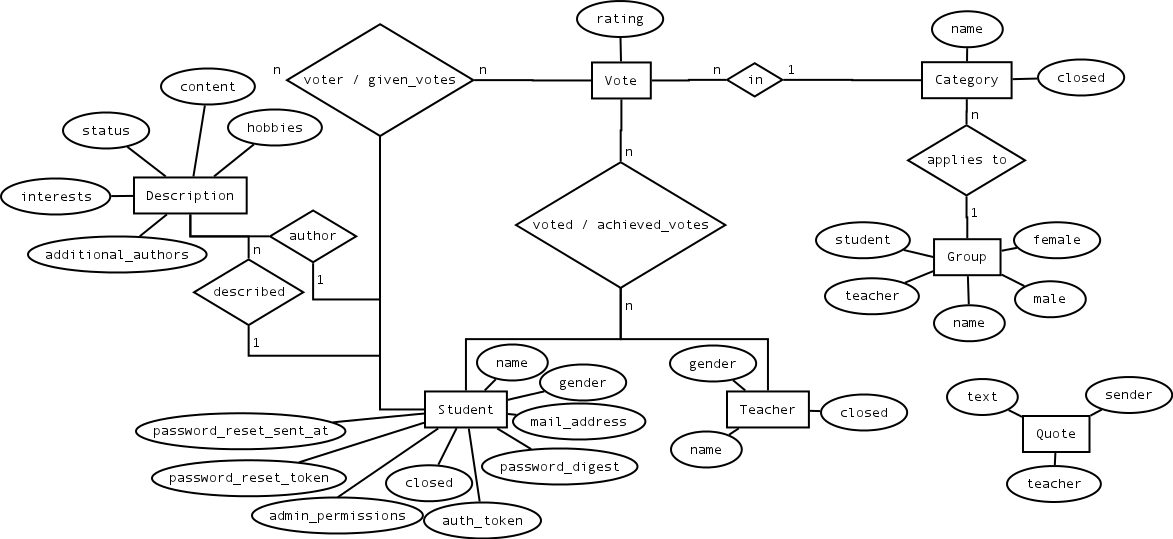 rating
name
n
voter / given_votes
n
Vote
n
in
1
Category
closed
content
status
hobbies
n
interests
Description
n
applies to
additional_authors
author
voted / achieved_votes
1
n
student
female
described
1
Group
teacher
male
n
name
1
name
gender
gender
text
sender
Student
mail_address
Teacher
closed
password_reset_sent_at
name
Quote
password_reset_token
closed
password_digest
teacher
admin_permissions
auth_token